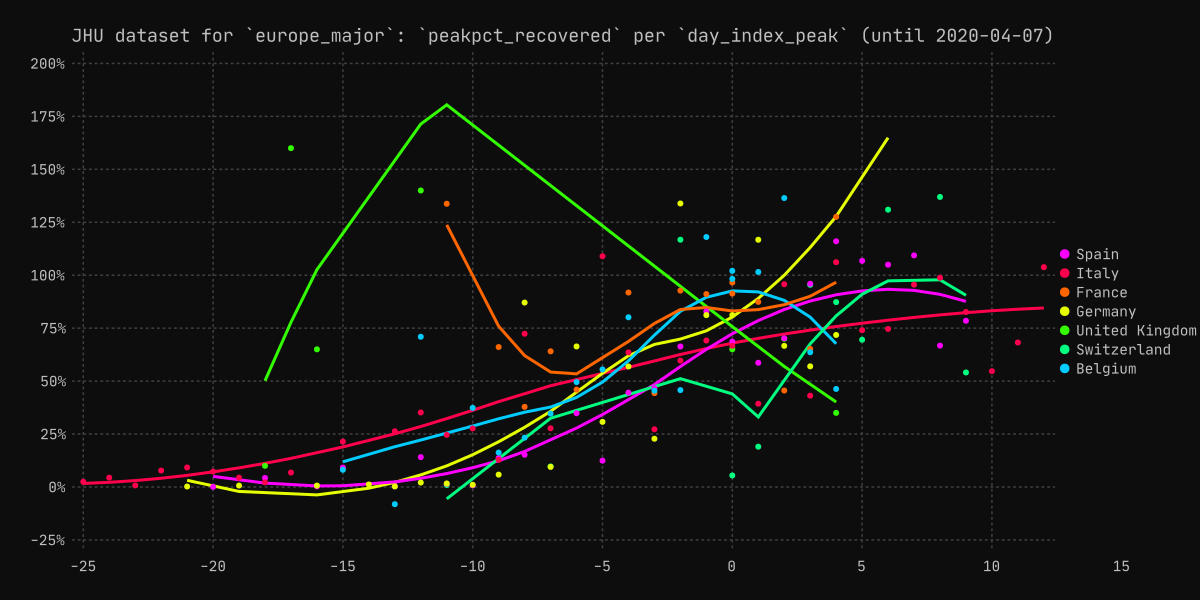 JHU dataset for `europe_major`: `peakpct_recovered` per `day_index_peak` (until 2020-04-07)
200%
175%
150%
125%
100%
75%
50%
25%
0%
−25%
Spain
Italy
France
Germany
United Kingdom
Switzerland
Belgium
−25 −20 −15 −10 −5 0 5 10 15